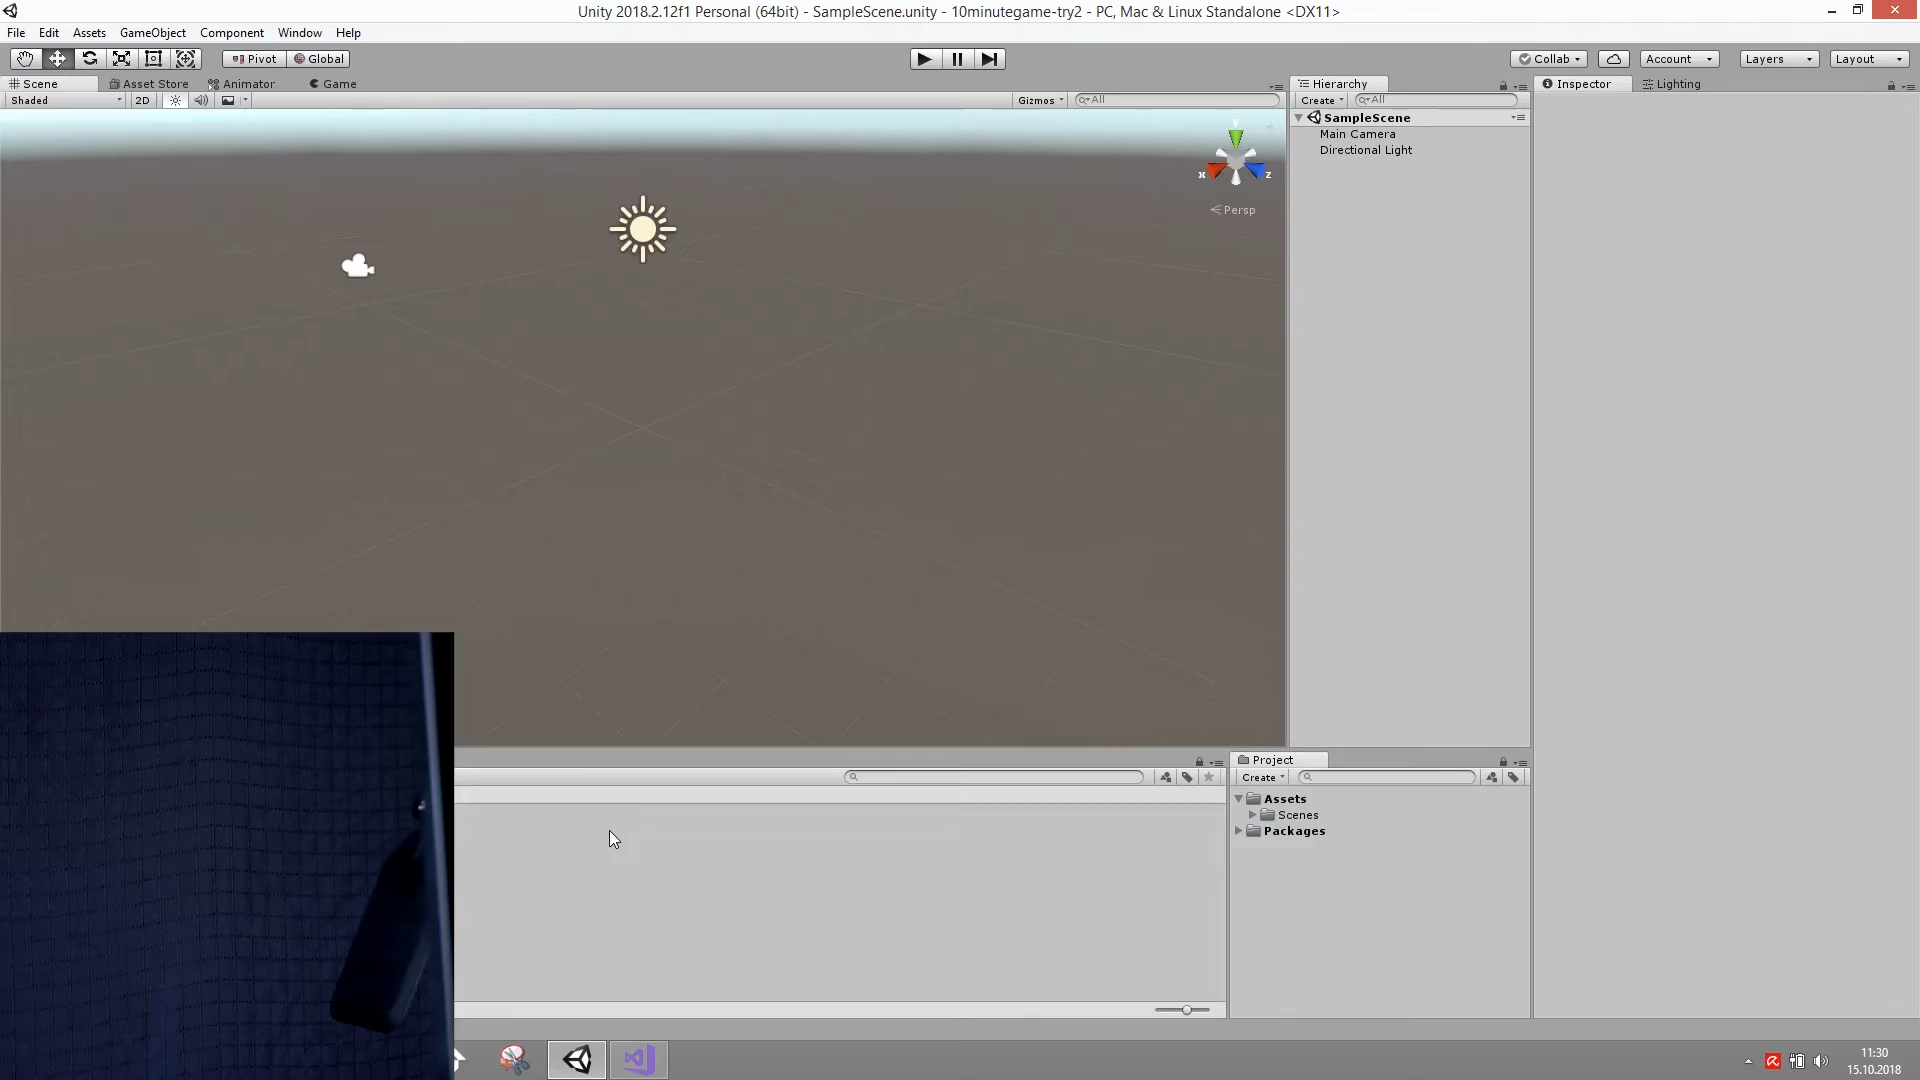 Unity 2018.2.12f1 Personal (64bit) - SampleScene.unity - 10minutegame-try2 - PC, Mac & Linux Standalone <DX11>
File Edit Assets GameObject Component Window Help
Pivot Global Collab Account Layers Layout
Scene Asset Store Animator Game Hierarchy Inspector Lighting
Shaded 2D Gizmos All Create All
SampleScene
Main Camera
Directional Light
y
x z
Persp
Project
Create
Assets
Scenes
Packages
11:30
15.10.2018